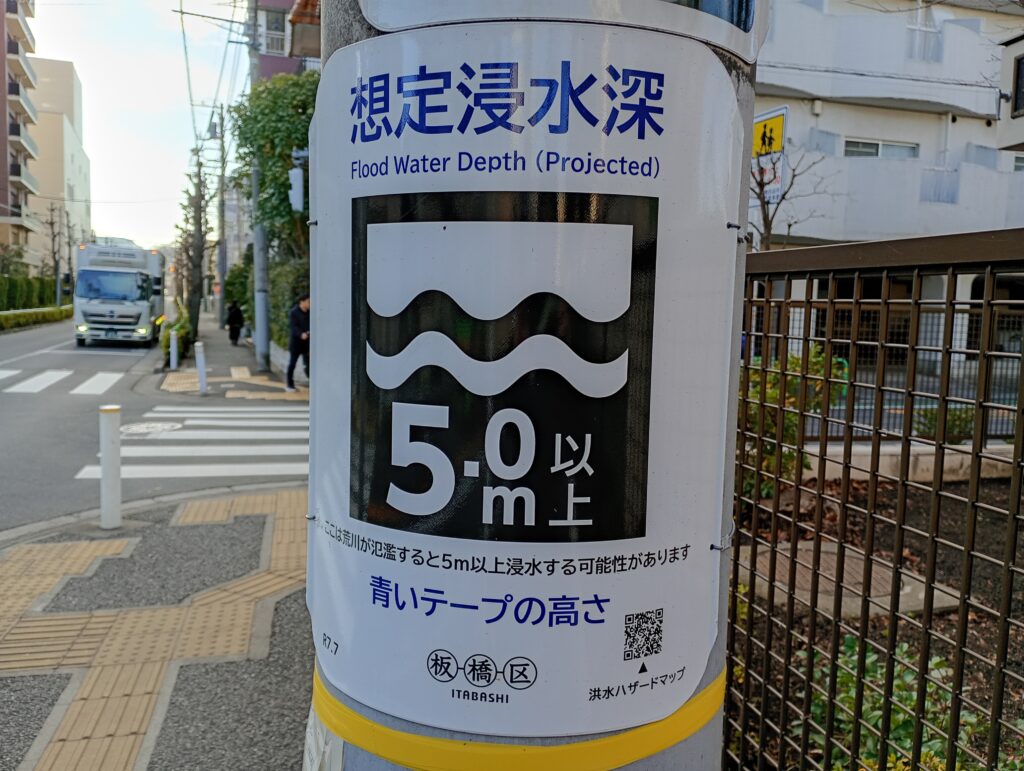 想定浸水深
Flood Water Depth (Projected)
5.0m以上
ここは荒川が氾濫すると5m以上浸水する可能性があります
青いテープの高さ
R7.7
板橋区
ITABASHI
洪水ハザードマップ